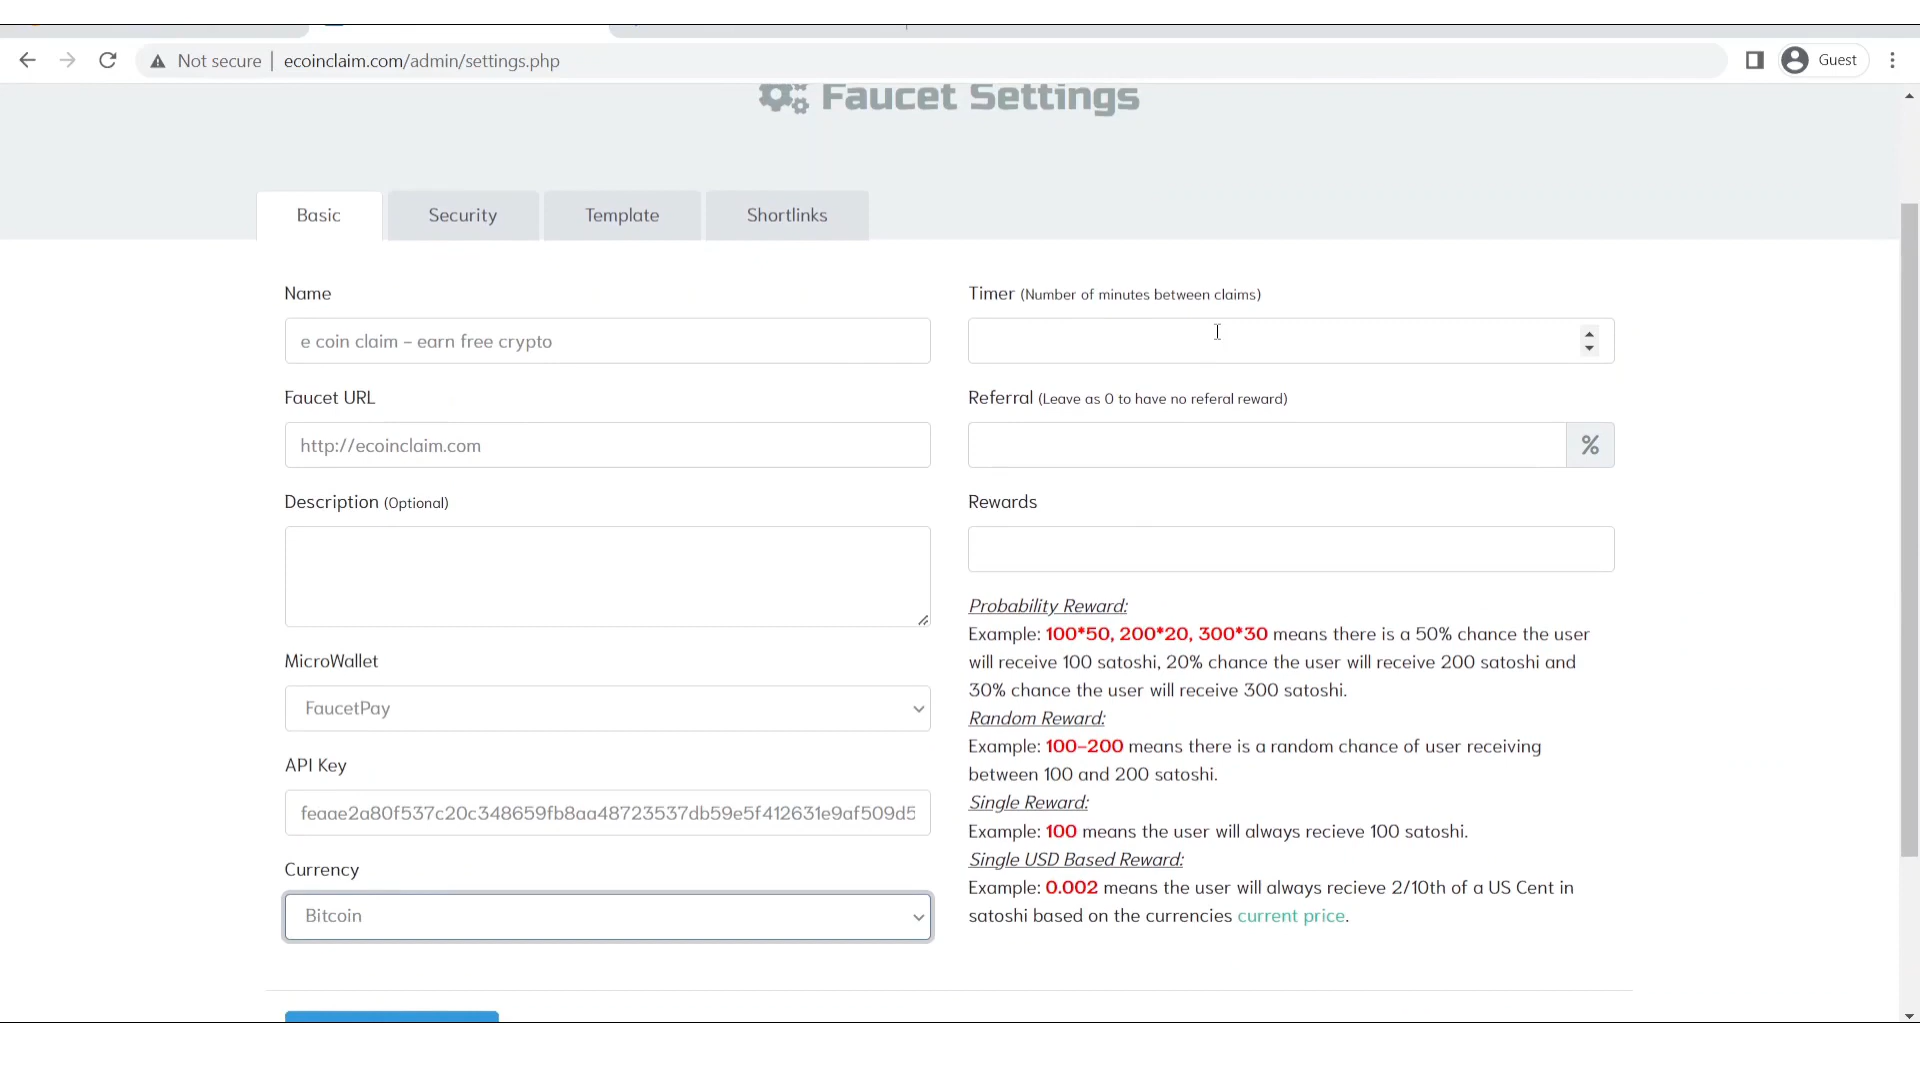 Not secure | ecoinclaim.com/admin/settings.php
Guest
Faucet Settings
Basic
Security
Template
Shortlinks
Name
e coin claim - earn free crypto
Faucet URL
http://ecoinclaim.com
Description (Optional)
MicroWallet
FaucetPay
API Key
feaae2a80f537c20c348659fb8aa48723537db59e5f412631e9af509d5
Currency
Bitcoin
Timer (Number of minutes between claims)
Referral (Leave as 0 to have no referal reward)
%
Rewards
Probability Reward:
Example: 100*50, 200*20, 300*30 means there is a 50% chance the user
will receive 100 satoshi, 20% chance the user will receive 200 satoshi and
30% chance the user will receive 300 satoshi.
Random Reward:
Example: 100-200 means there is a random chance of user receiving
between 100 and 200 satoshi.
Single Reward:
Example: 100 means the user will always recieve 100 satoshi.
Single USD Based Reward:
Example: 0.002 means the user will always recieve 2/10th of a US Cent in
satoshi based on the currencies current price.